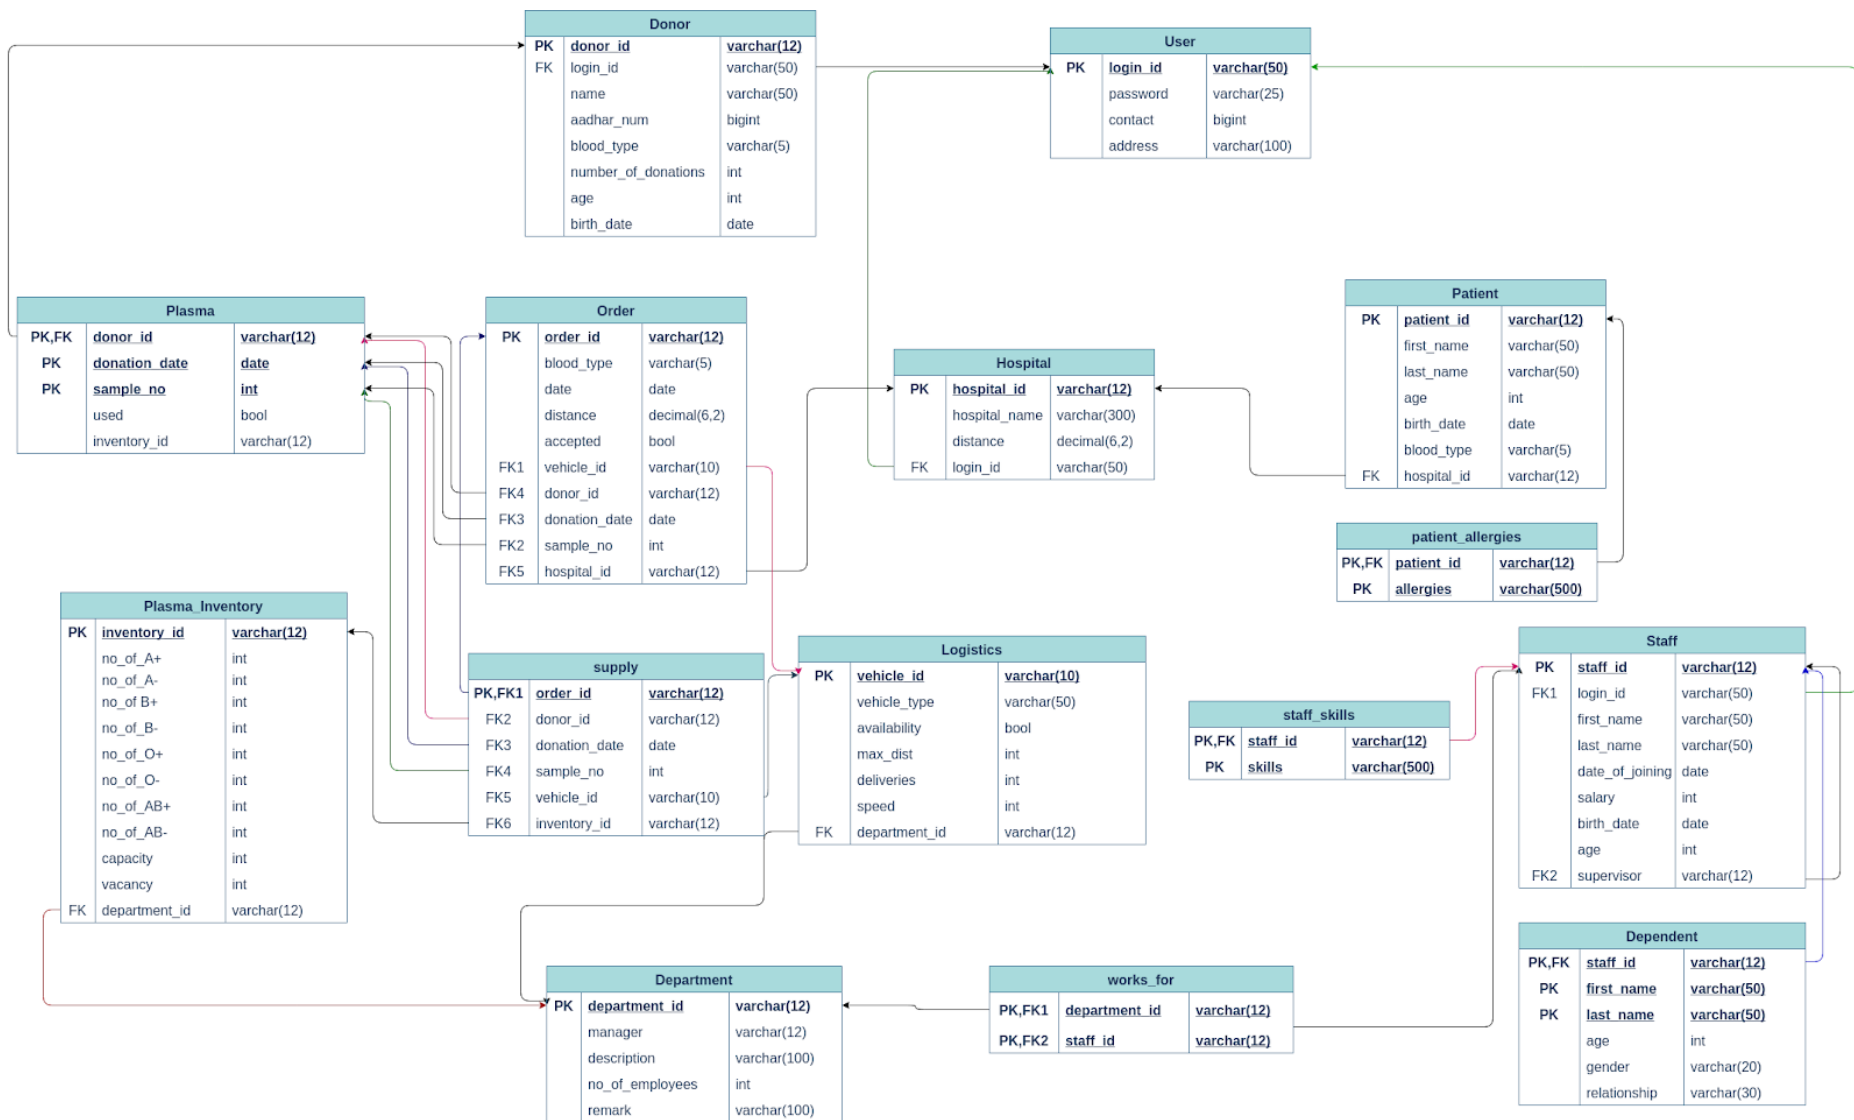 Donor
PK donor_id varchar(12)
FK login_id varchar(50)
name varchar(50)
aadhar_num bigint
blood_type varchar(5)
number_of_donations int
age int
birth_date date
User
PK login_id varchar(50)
password varchar(25)
contact bigint
address varchar(100)
Plasma
PK,FK donor_id varchar(12)
PK donation_date date
PK sample_no int
used bool
inventory_id varchar(12)
Order
PK order_id varchar(12)
blood_type varchar(5)
date date
distance decimal(6,2)
accepted bool
FK1 vehicle_id varchar(10)
FK4 donor_id varchar(12)
FK3 donation_date date
FK2 sample_no int
FK5 hospital_id varchar(12)
Hospital
PK hospital_id varchar(12)
hospital_name varchar(300)
distance decimal(6,2)
FK login_id varchar(50)
Patient
PK patient_id varchar(12)
first_name varchar(50)
last_name varchar(50)
age int
birth_date date
blood_type varchar(5)
FK hospital_id varchar(12)
patient_allergies
PK,FK patient_id varchar(12)
PK allergies varchar(500)
Plasma_Inventory
PK inventory_id varchar(12)
no_of_A+ int
no_of_A- int
no_of B+ int
no_of_B- int
no_of_O+ int
no_of_O- int
no_of_AB+ int
no_of_AB- int
capacity int
vacancy int
FK department_id varchar(12)
supply
PK,FK1 order_id varchar(12)
FK2 donor_id varchar(12)
FK3 donation_date date
FK4 sample_no int
FK5 vehicle_id varchar(10)
FK6 inventory_id varchar(12)
Logistics
PK vehicle_id varchar(10)
vehicle_type varchar(50)
availability bool
max_dist int
deliveries int
speed int
FK department_id varchar(12)
staff_skills
PK,FK staff_id varchar(12)
PK skills varchar(500)
Staff
PK staff_id varchar(12)
FK1 login_id varchar(50)
first_name varchar(50)
last_name varchar(50)
date_of_joining date
salary int
birth_date date
age int
FK2 supervisor varchar(12)
Department
PK department_id varchar(12)
manager varchar(12)
description varchar(100)
no_of_employees int
remark varchar(100)
works_for
PK,FK1 department_id varchar(12)
PK,FK2 staff_id varchar(12)
Dependent
PK,FK staff_id varchar(12)
PK first_name varchar(50)
PK last_name varchar(50)
age int
gender varchar(20)
relationship varchar(30)